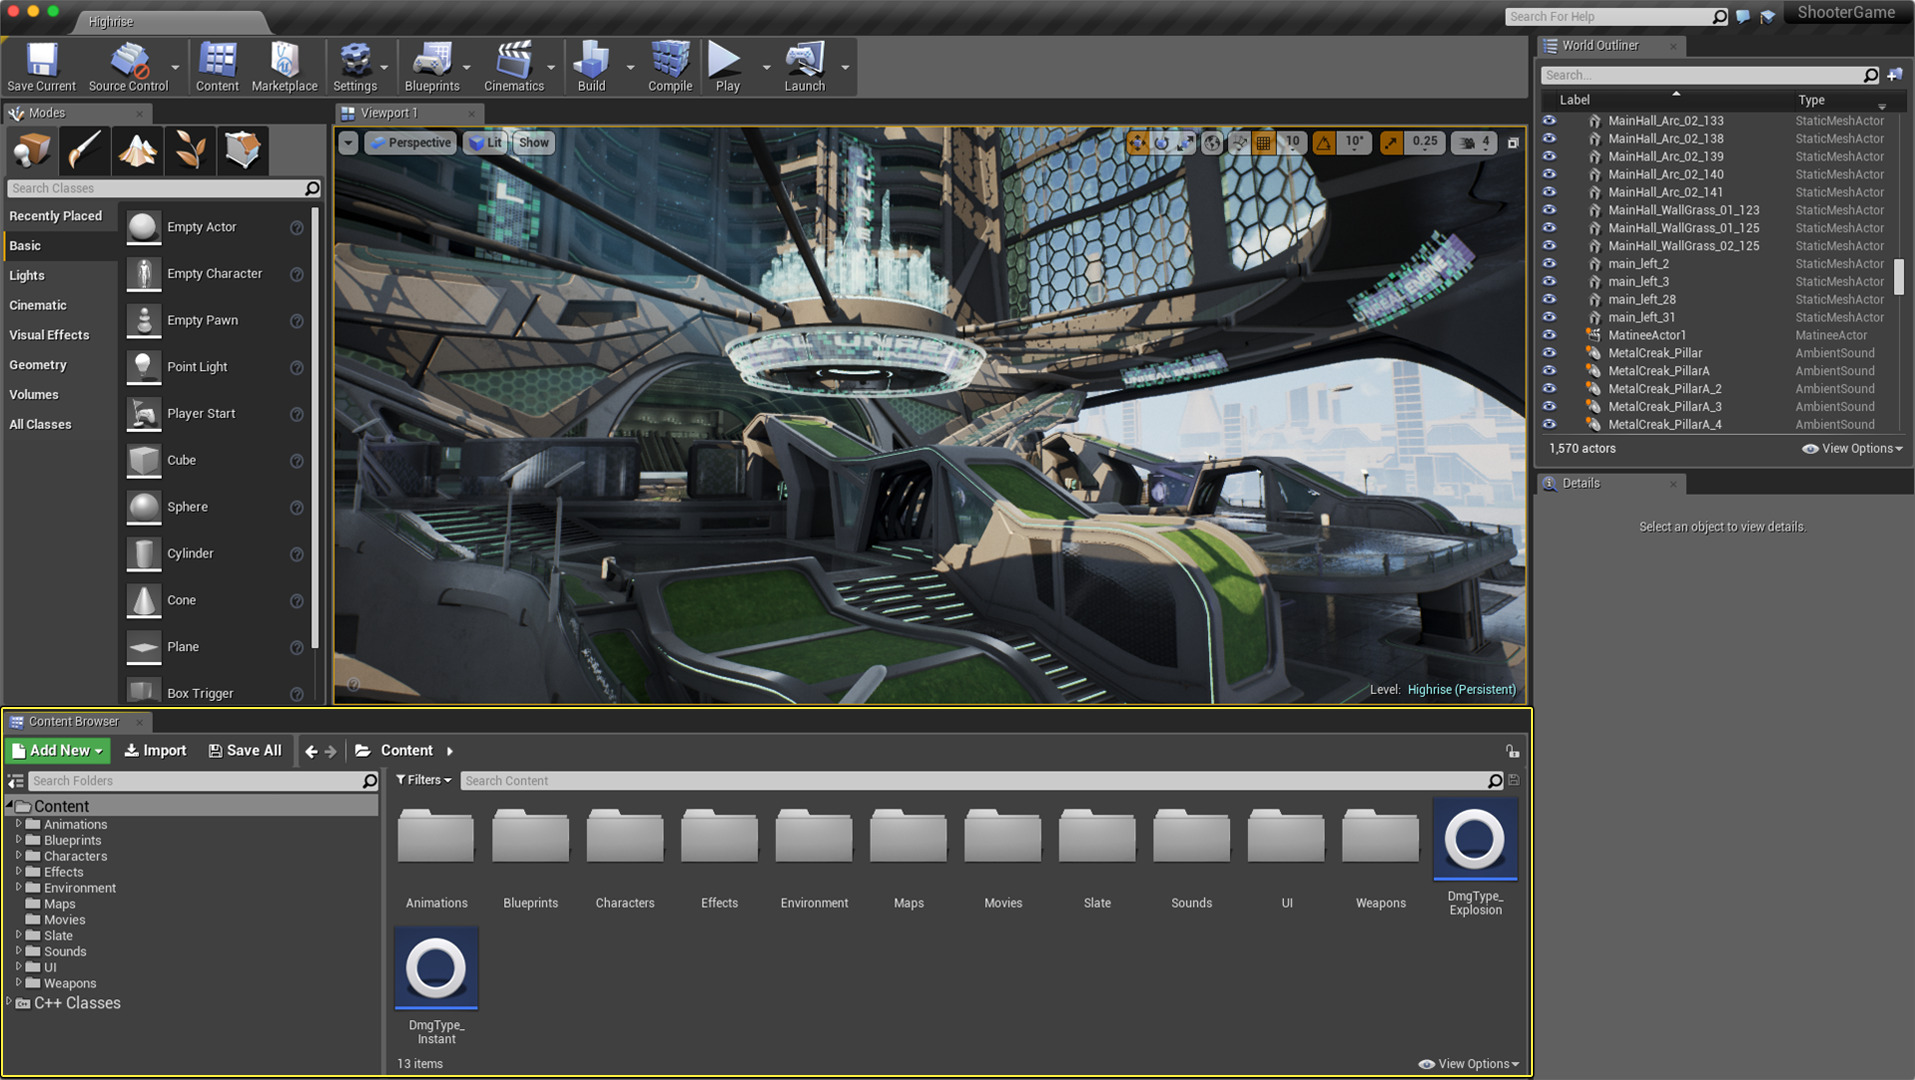 Highrise
Search For Help
ShooterGame
Save Current
Source Control
Content
Marketplace
Settings
Blueprints
Cinematics
Build
Compile
Play
Launch
Modes
Search Classes
Recently Placed
Basic
Lights
Cinematic
Visual Effects
Geometry
Volumes
All Classes
Empty Actor
Empty Character
Empty Pawn
Point Light
Player Start
Cube
Sphere
Cylinder
Cone
Plane
Box Trigger
Viewport 1
Perspective
Lit
Show
10
10°
0.25
4
UNREAL ENGINE
UNREAL ENGINE
Level: Highrise (Persistent)
World Outliner
Search...
Label Type
MainHall_Arc_02_133 StaticMeshActor
MainHall_Arc_02_138 StaticMeshActor
MainHall_Arc_02_139 StaticMeshActor
MainHall_Arc_02_140 StaticMeshActor
MainHall_Arc_02_141 StaticMeshActor
MainHall_WallGrass_01_123 StaticMeshActor
MainHall_WallGrass_01_125 StaticMeshActor
MainHall_WallGrass_02_125 StaticMeshActor
main_left_2 StaticMeshActor
main_left_3 StaticMeshActor
main_left_28 StaticMeshActor
main_left_31 StaticMeshActor
MatineeActor1 MatineeActor
MetalCreak_Pillar AmbientSound
MetalCreak_PillarA AmbientSound
MetalCreak_PillarA_2 AmbientSound
MetalCreak_PillarA_3 AmbientSound
MetalCreak_PillarA_4 AmbientSound
1,570 actors
View Options
Details
Select an object to view details.
Content Browser
Add New
Import
Save All
Content
Search Folders
Content
Animations
Blueprints
Characters
Effects
Environment
Maps
Movies
Slate
Sounds
UI
Weapons
C++ Classes
Filters
Search Content
Animations
Blueprints
Characters
Effects
Environment
Maps
Movies
Slate
Sounds
UI
Weapons
DmgType_
Explosion
DmgType_
Instant
13 items
View Options